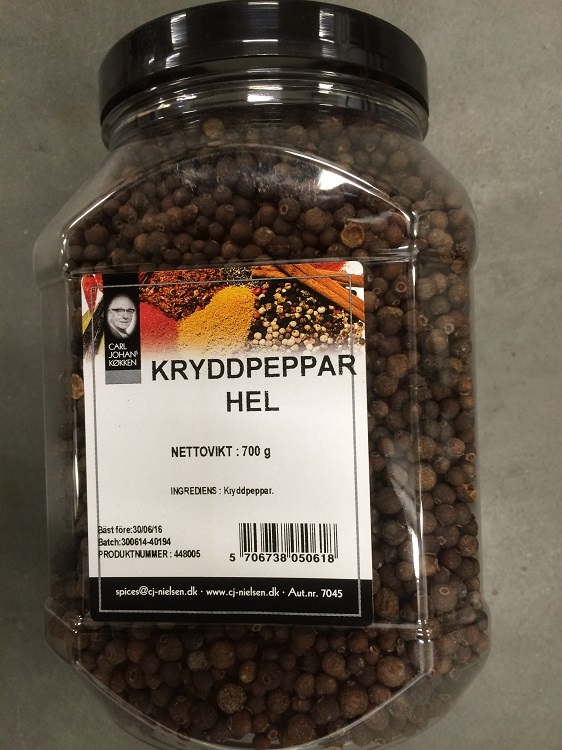 CARL
JOHANS
KØKKEN
KRYDDPEPPAR
HEL
NETTOVIKT : 700 g
INGREDIENS : Kryddpeppar.
Bäst före:30/06/16
Batch:300614-40194
PRODUKTNUMMER : 448005
5 706738 050618
spices@cj-nielsen.dk · www.cj-nielsen.dk · Aut.nr. 7045